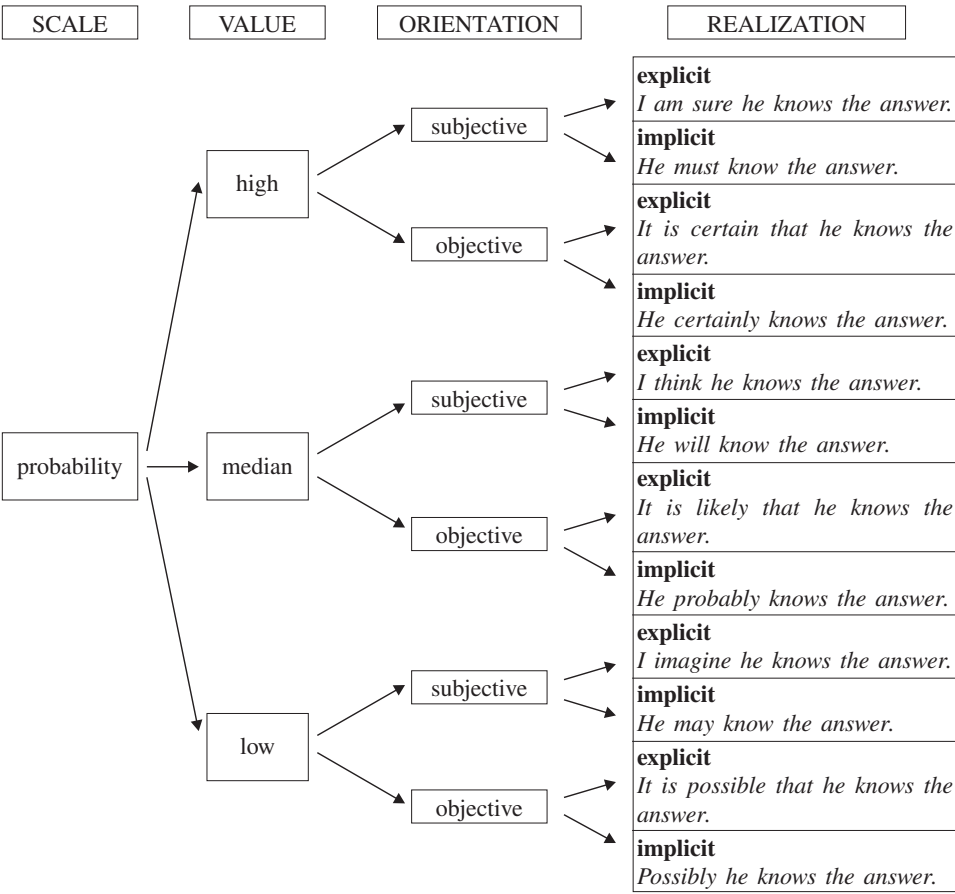 SCALE VALUE ORIENTATION REALIZATION
explicit
I am sure he knows the answer.
subjective
implicit
He must know the answer.
high
explicit
It is certain that he knows the
answer.
objective
implicit
He certainly knows the answer.
explicit
I think he knows the answer.
subjective
implicit
He will know the answer.
probability
median
explicit
It is likely that he knows the
answer.
objective
implicit
He probably knows the answer.
explicit
I imagine he knows the answer.
subjective
implicit
He may know the answer.
low
explicit
It is possible that he knows the
answer.
objective
implicit
Possibly he knows the answer.